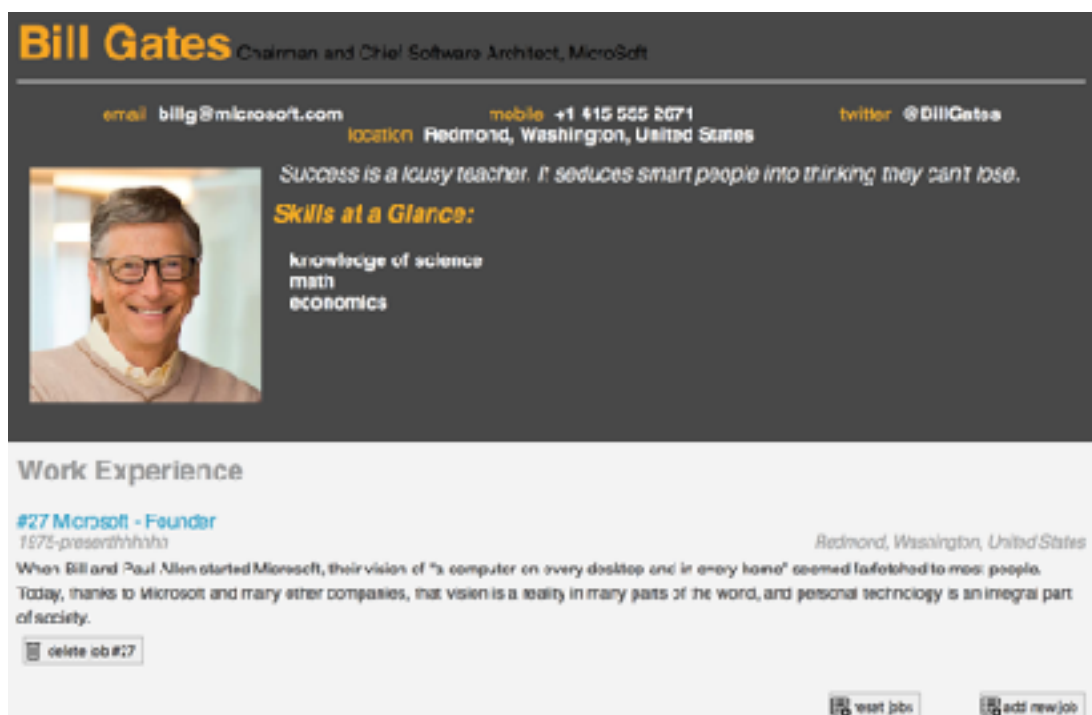 Bill Gates Chairman and Chief Software Architect, MicroSoft
email billg@microsoft.com mobile +1 415 555 2671 twitter @BillGates
location Redmond, Washington, United States
Success is a lousy teacher. It seduces smart people into thinking they can't lose.
Skills at a Glance:
knowledge of science
math
economics
Work Experience
#27 Microsoft - Founder
1975-presenthhhhhh
Redmond, Washington, United States
When Bill and Paul Allen started Microsoft, their vision of "a computer on every desktop and in every home" seemed farfetched to most people.
Today, thanks to Microsoft and many other companies, that vision is a reality in many parts of the world, and personal technology is an integral part
of society.
delete job #27
reset jobs add new job